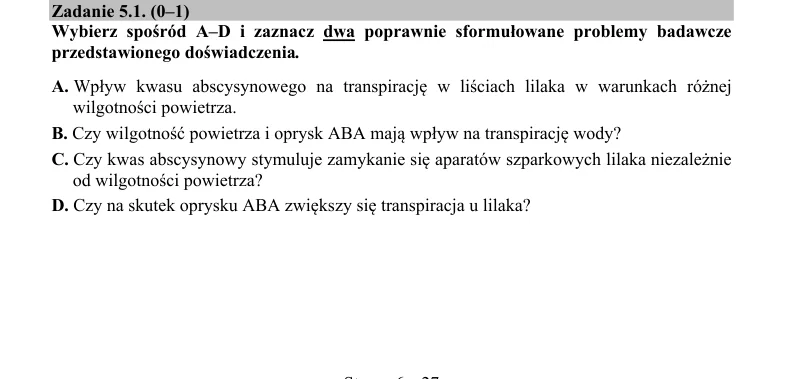 Zadanie 5.1. (0–1)
Wybierz spośród A–D i zaznacz dwa poprawnie sformułowane problemy badawcze
przedstawionego doświadczenia.
A. Wpływ kwasu abscysynowego na transpirację w liściach lilaka w warunkach różnej
wilgotności powietrza.
B. Czy wilgotność powietrza i oprysk ABA mają wpływ na transpirację wody?
C. Czy kwas abscysynowy stymuluje zamykanie się aparatów szparkowych lilaka niezależnie
od wilgotności powietrza?
D. Czy na skutek oprysku ABA zwiększy się transpiracja u lilaka?